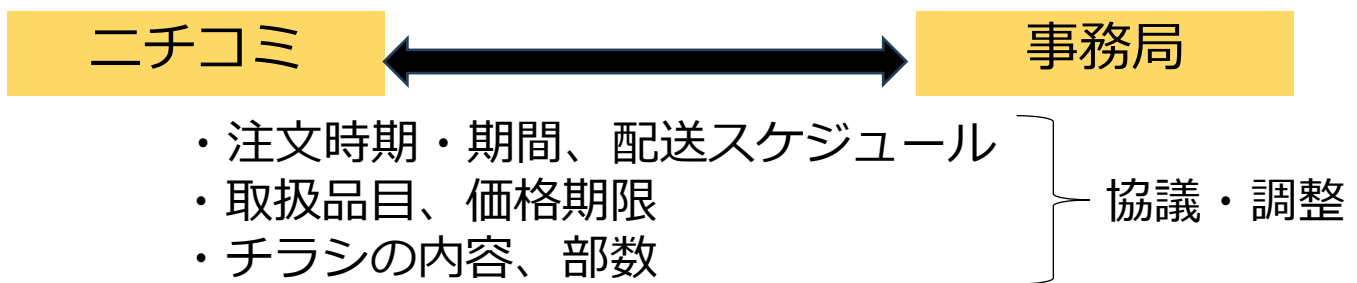 ニチコミ
事務局
・注文時期・期間、配送スケジュール
・取扱品目、価格期限
・チラシの内容、部数
協議・調整